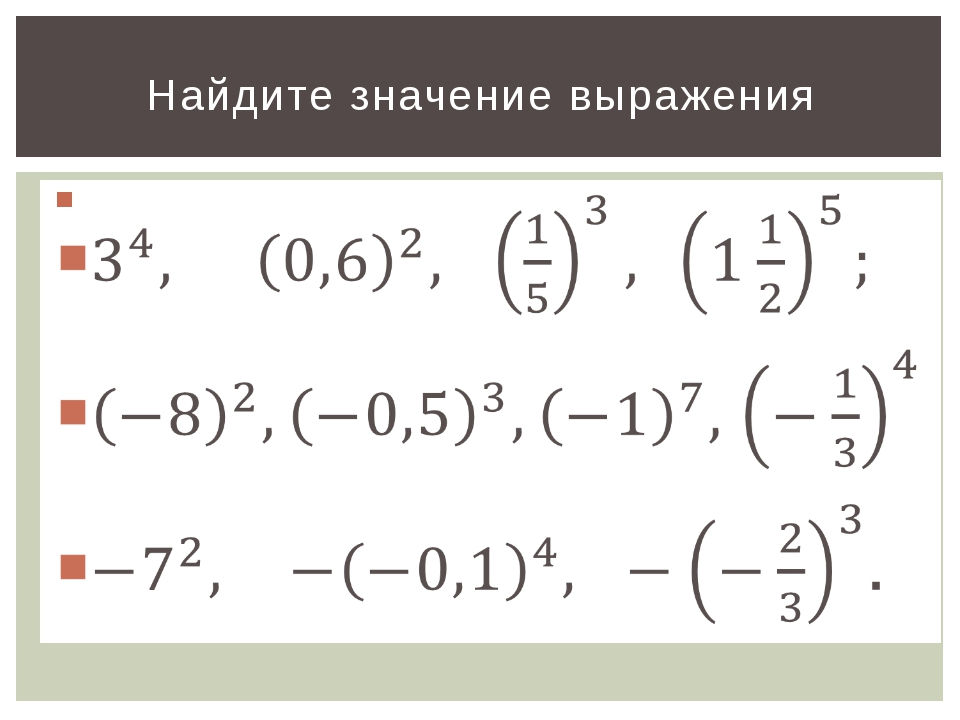 Найдите значение выражения
3⁴, (0,6)², (1/5)³, (1 1/2)⁵;
(−8)², (−0,5)³, (−1)⁷, (− 1/3)⁴
−7², −(−0,1)⁴, −(− 2/3)³.